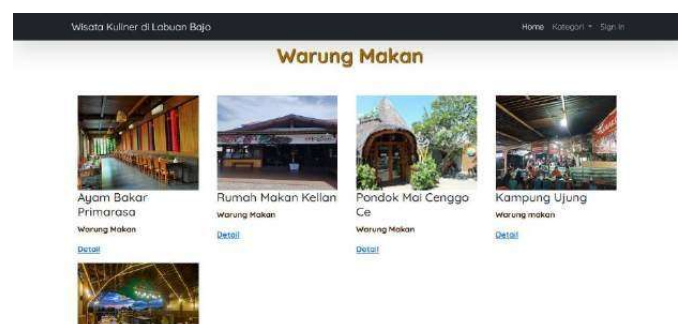 Wisata Kuliner di Labuan Bajo
Home Kategori Sign In
Warung Makan
Ayam Bakar
Primarasa
Warung Makan
Detail
Rumah Makan Kelian
Warung Makan
Detail
Pondok Mai Cenggo
Ce
Warung Makan
Detail
Kampung Ujung
Warung makan
Detail